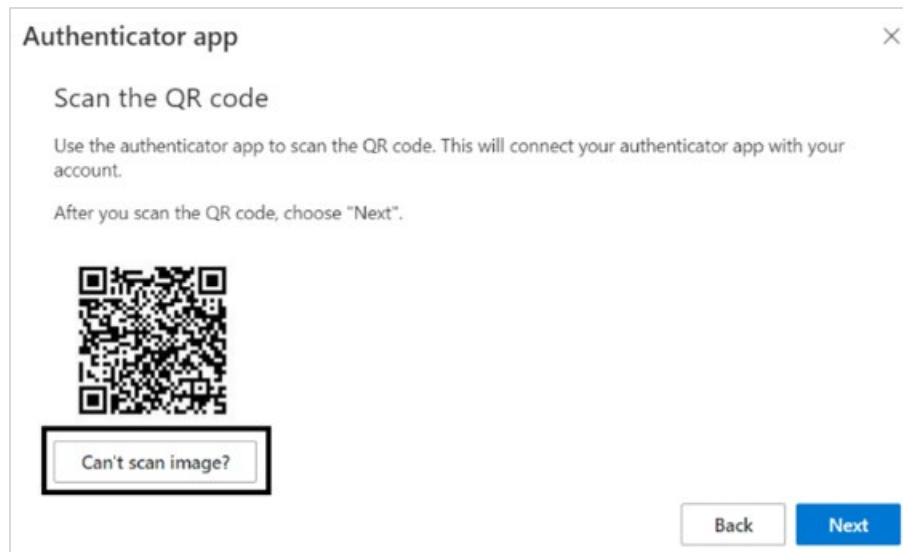 Authenticator app
Scan the QR code
Use the authenticator app to scan the QR code. This will connect your authenticator app with your
account.
After you scan the QR code, choose "Next".
Can't scan image?
Back
Next